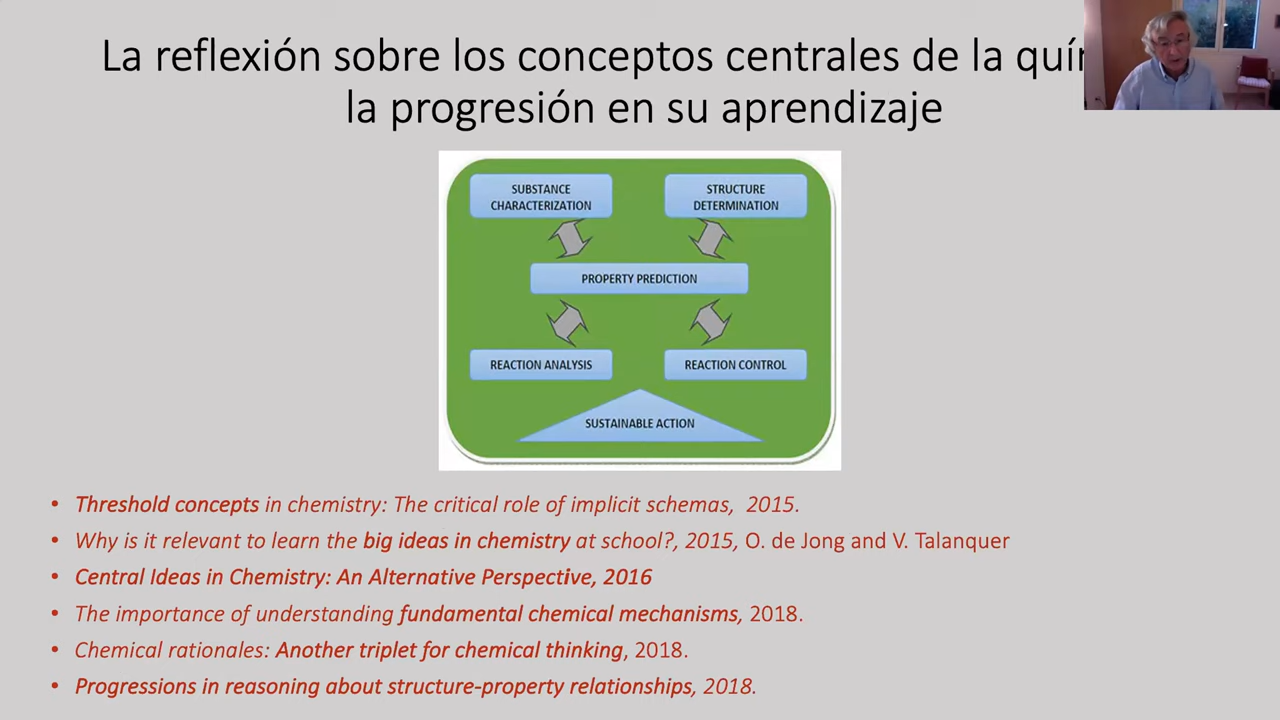 La reflexión sobre los conceptos centrales de la
la progresión en su aprendizaje
SUBSTANCE
CHARACTERIZATION
STRUCTURE
DETERMINATION
PROPERTY PREDICTION
REACTION ANALYSIS
REACTION CONTROL
SUSTAINABLE ACTION
• Threshold concepts in chemistry: The critical role of implicit schemas, 2015.
• Why is it relevant to learn the big ideas in chemistry at school?, 2015, O. de Jong and V. Talanquer
• Central Ideas in Chemistry: An Alternative Perspective, 2016
• The importance of understanding fundamental chemical mechanisms, 2018.
• Chemical rationales: Another triplet for chemical thinking, 2018.
• Progressions in reasoning about structure-property relationships, 2018.